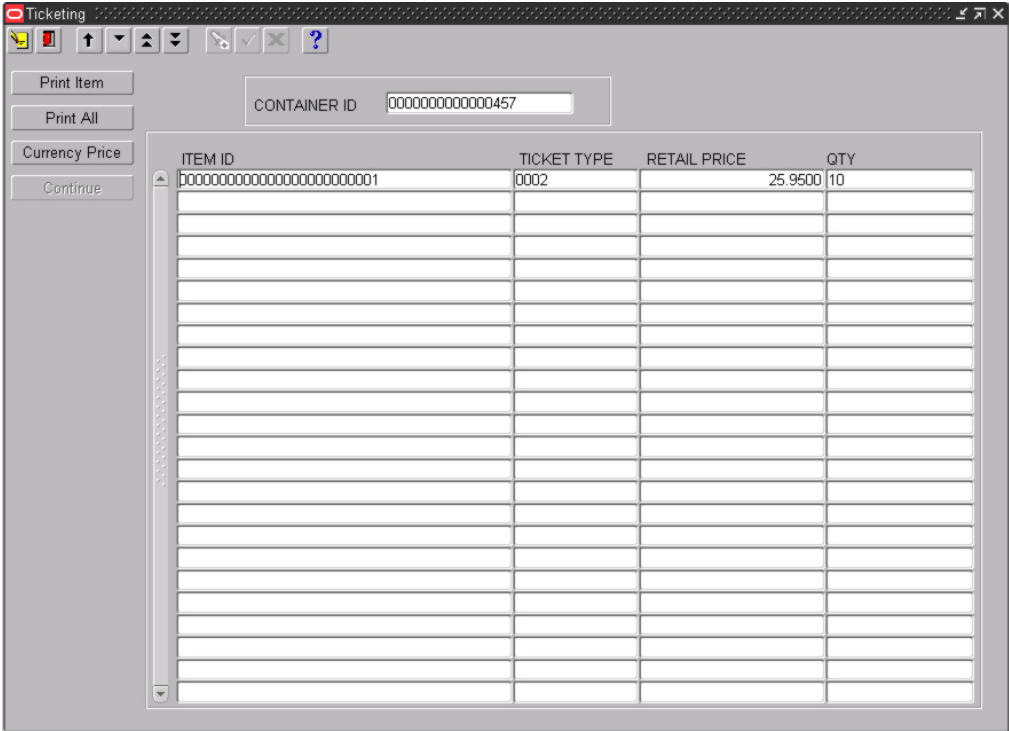 Ticketing
?
Print Item
CONTAINER ID 0000000000000457
Print All
Currency Price
ITEM ID TICKET TYPE RETAIL PRICE QTY
Continue
0000000000000000000000001 0002 25.9500 10